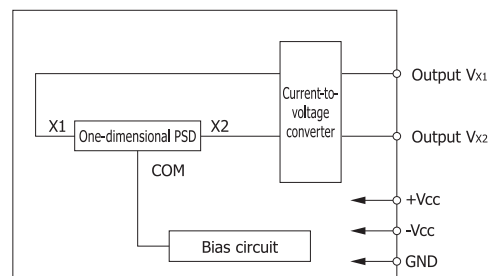 Output VX1
Current-to-
voltage
converter
X1
One-dimensional PSD
X2
Output VX2
COM
+Vcc
-Vcc
Bias circuit
GND